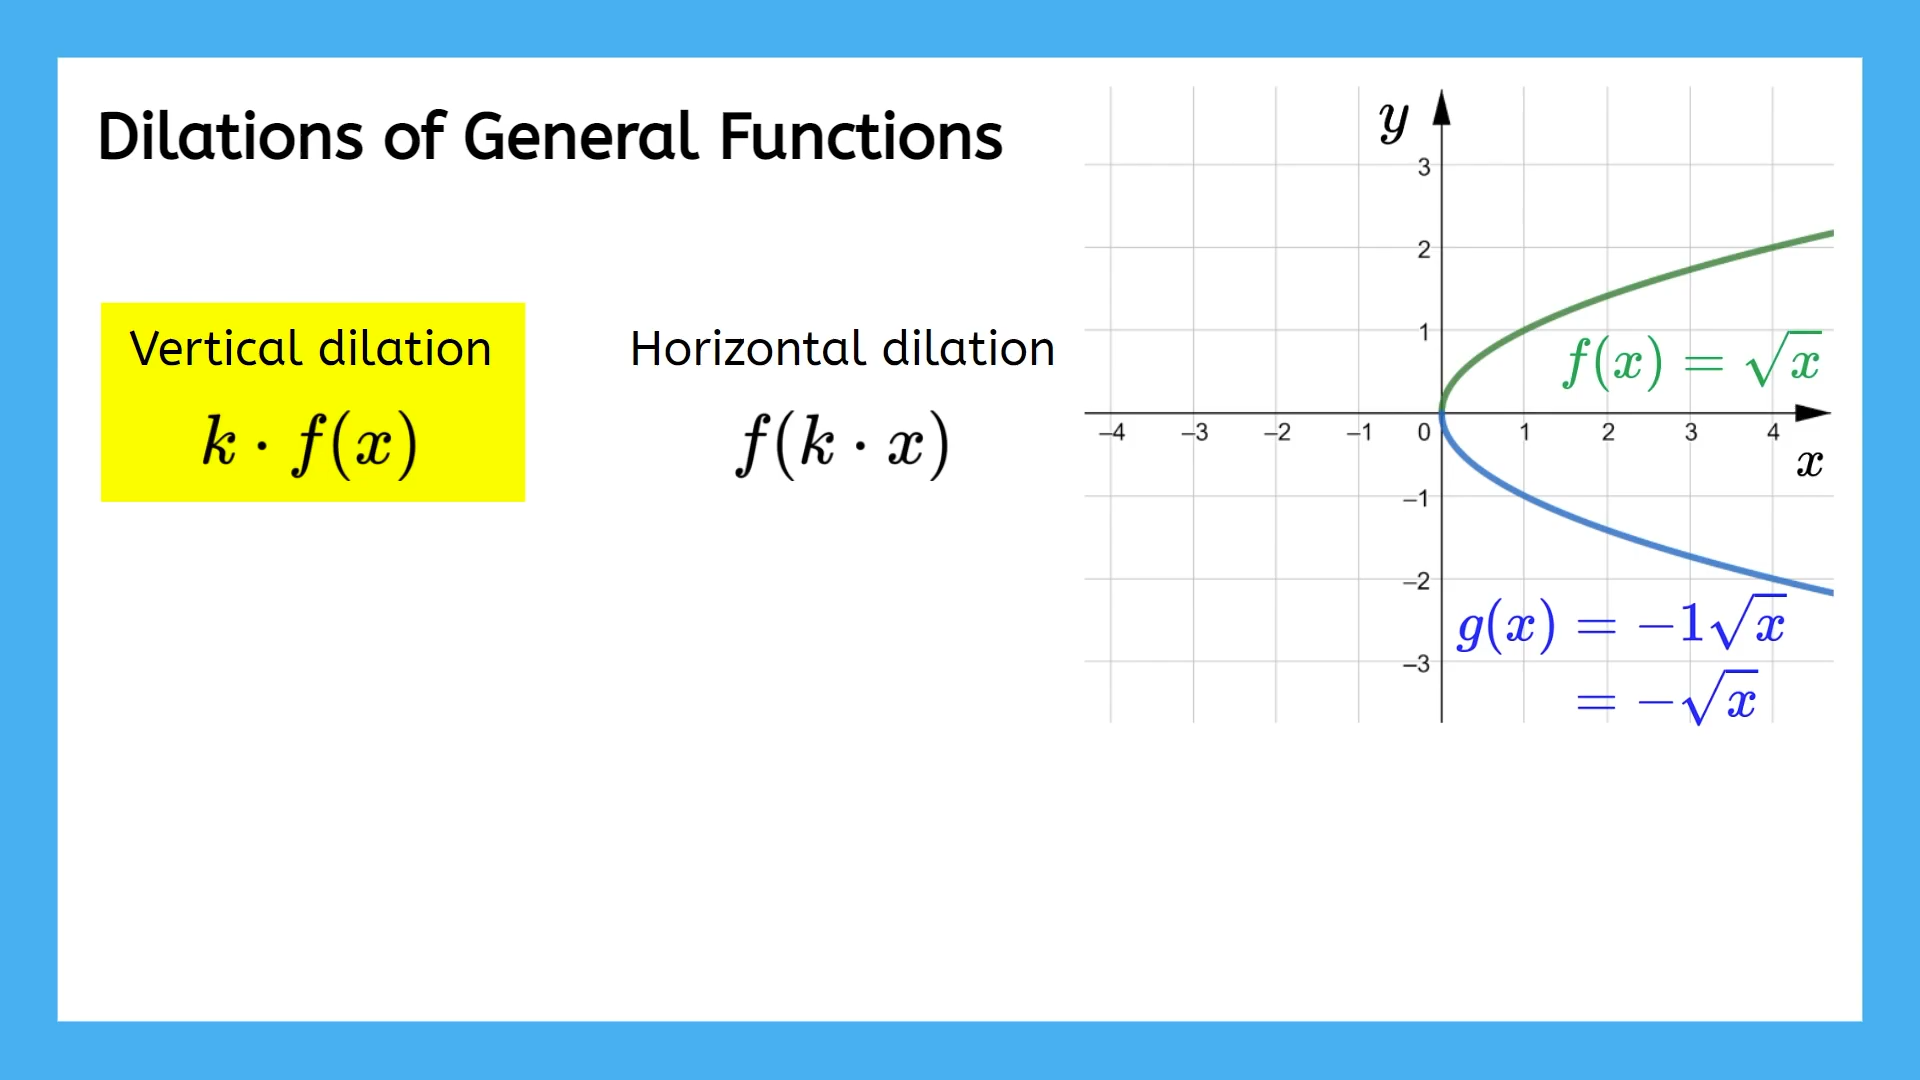 Dilations of General Functions
Vertical dilation
k · f(x)
Horizontal dilation
f(k · x)
y
3
2
1
f(x) = √x
–4 –3 –2 –1 0 1 2 3 4
x
–1
–2
g(x) = −1√x
–3
= −√x